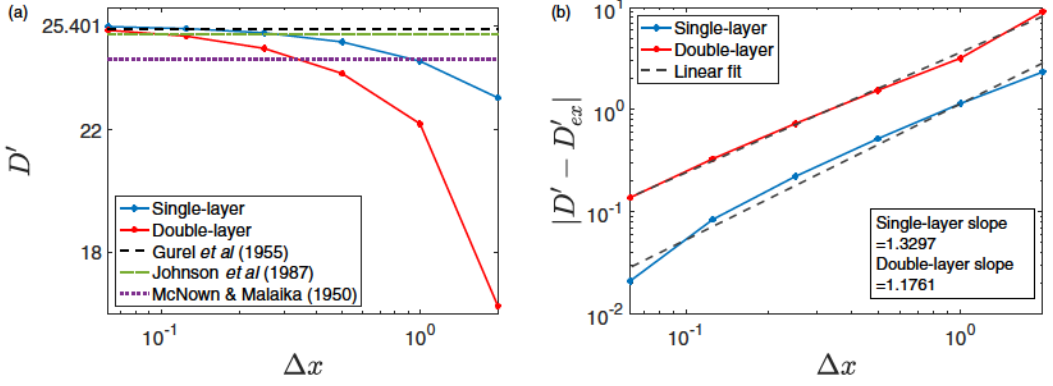 (a)
25.401
22
18
D′
Single-layer
Double-layer
Gurel et al (1955)
Johnson et al (1987)
McNown & Malaika (1950)
10⁻¹
10⁰
Δx
(b)
10¹
10⁰
10⁻¹
10⁻²
|D′ − D′ₑₓ|
Single-layer
Double-layer
Linear fit
Single-layer slope
=1.3297
Double-layer slope
=1.1761
10⁻¹
10⁰
Δx